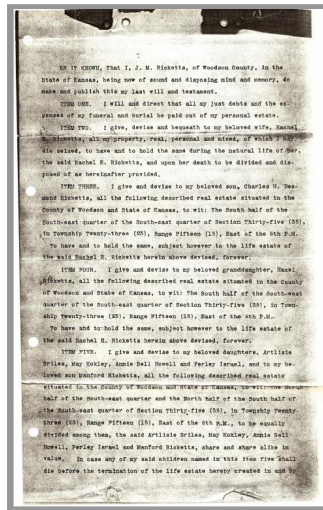 BE IT KNOWN, That I, J. M. Ricketts, of Woodson County, in the
State of Kansas, being now of sound and disposing mind and memory, do
make and publish this my last will and testament.
ITEM ONE. I will and direct that all my just debts and the ex-
penses of my funeral and burial be paid out of my personal estate.
ITEM TWO. I give, devise and bequeath to my beloved wife, Rachel
E. Ricketts, all my property, real, personal and mixed, of which I may
die seized, to have and to hold the same during the natural life of her,
the said Rachel E. Ricketts, and upon her death to be divided and dis-
posed of as hereinafter provided.
ITEM THREE. I give and devise to my beloved son, Charles H. Des-
mond Ricketts, all the following described real estate situated in the
County of Woodson and State of Kansas, to wit: The South half of the
South-east quarter of the South-east quarter of Section Thirty-five (35),
in Township Twenty-three (23), Range Fifteen (15), East of the 6th P.M.
To have and to hold the same, subject however to the life estate of
the said Rachel E. Ricketts herein above devised, forever.
ITEM FOUR. I give and devise to my beloved granddaughter, Hazel
Ricketts, all the following described real estate situated in the County
of Woodson and State of Kansas, to wit: The South half of the South-west
quarter of the South-east quarter of Section Thirty-five (35), in Town-
ship Twenty-three (23), Range Fifteen (15), East of the 6th P.M.
To have and to hold the same, subject however to the life estate of
the said Rachel E. Ricketts herein above devised, forever.
ITEM FIVE. I give and devise to my beloved daughters, Artlisie
Briles, May Kokley, Annie Bell Howell and Perley Israel, and to my be-
loved son Manford Ricketts, all the following described real estate
situated in the County of Woodson and State of Kansas, to wit: The North
half of the South-east quarter and the North half of the South half of
the South-east quarter of Section Thirty-five (35), in Township Twenty-
three (23), Range Fifteen (15), East of the 6th P.M., to be equally
divided among them, the said Artlisie Briles, May Kokley, Annie Bell
Howell, Perley Israel and Manford Ricketts, share and share alike in
value. In case any of my said children named in this item five shall
die before the termination of the life estate hereby created in and by